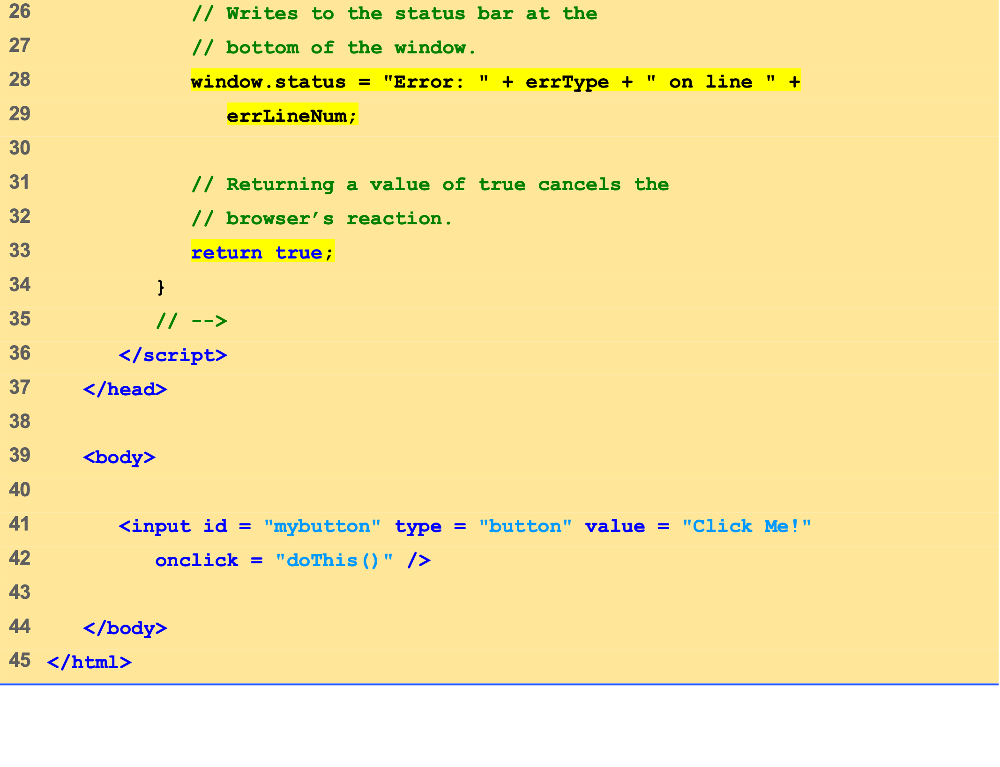 26 // Writes to the status bar at the
27 // bottom of the window.
28 window.status = "Error: " + errType + " on line " +
29 errLineNum;
30
31 // Returning a value of true cancels the
32 // browser’s reaction.
33 return true;
34 }
35 // -->
36 </script>
37 </head>
38
39 <body>
40
41 <input id = "mybutton" type = "button" value = "Click Me!"
42 onclick = "doThis()" />
43
44 </body>
45 </html>